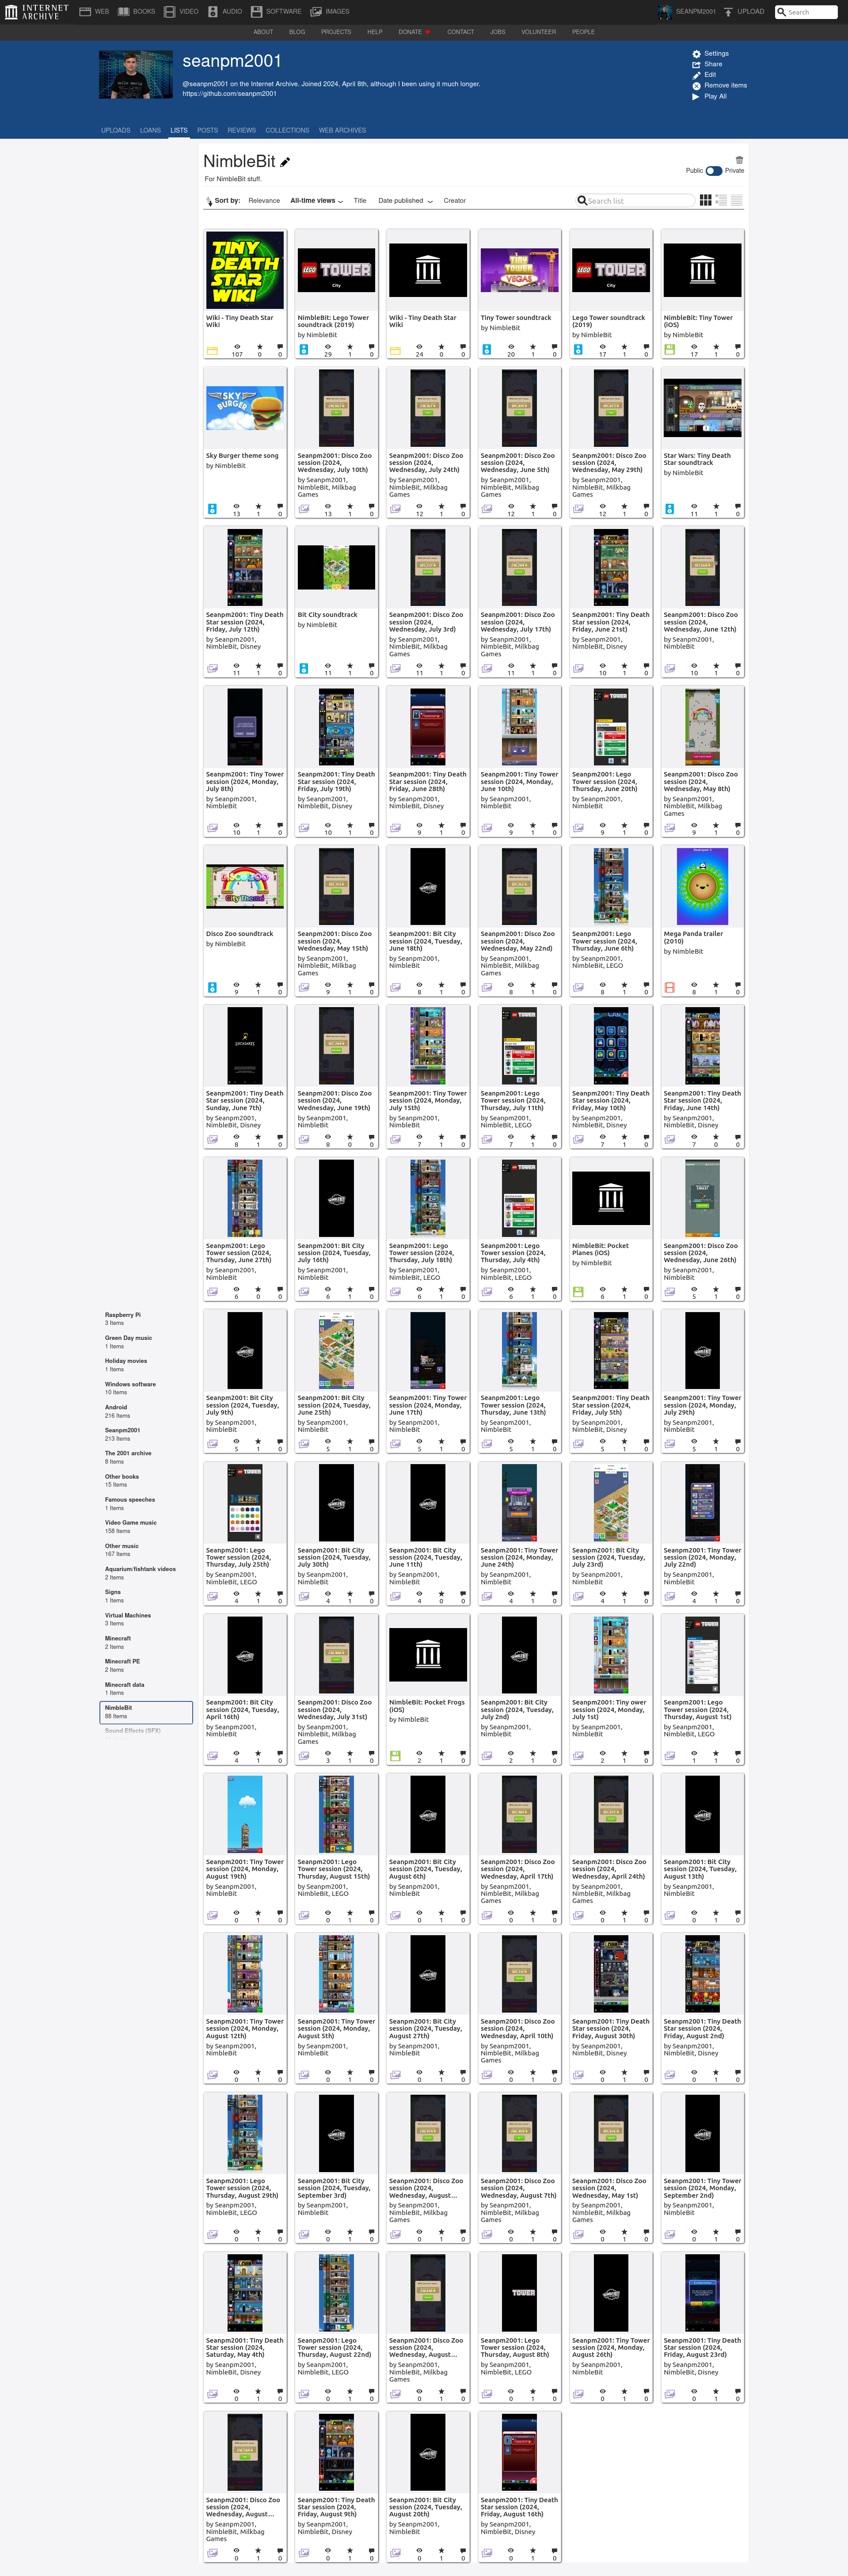 INTERNET ARCHIVE
WEB BOOKS VIDEO AUDIO SOFTWARE IMAGES SEANPM2001 UPLOAD Search
ABOUT BLOG PROJECTS HELP DONATE CONTACT JOBS VOLUNTEER PEOPLE
seanpm2001
@seanpm2001 on the Internet Archive. Joined 2024, April 8th, although I been using it much longer.
https://github.com/seanpm2001
Settings
Share
Edit
Remove items
Play All
UPLOADS LOANS LISTS POSTS REVIEWS COLLECTIONS WEB ARCHIVES
NimbleBit
For NimbleBit stuff.
Public Private
Sort by: Relevance All-time views Title Date published Creator
Search list
Wiki - Tiny Death Star Wiki
107 0 0
NimbleBit: Lego Tower soundtrack (2019)
by NimbleBit
29 1 0
Wiki - Tiny Death Star Wiki
24 0 0
Tiny Tower soundtrack
by NimbleBit
20 1 0
Lego Tower soundtrack (2019)
by NimbleBit
17 1 0
NimbleBit: Tiny Tower (iOS)
by NimbleBit
17 1 0
Sky Burger theme song
by NimbleBit
13 1 0
Seanpm2001: Disco Zoo session (2024, Wednesday, July 10th)
by Seanpm2001, NimbleBit, Milkbag Games
13 1 0
Seanpm2001: Disco Zoo session (2024, Wednesday, July 24th)
by Seanpm2001, NimbleBit, Milkbag Games
12 1 0
Seanpm2001: Disco Zoo session (2024, Wednesday, June 5th)
by Seanpm2001, NimbleBit, Milkbag Games
12 1 0
Seanpm2001: Disco Zoo session (2024, Wednesday, May 29th)
by Seanpm2001, NimbleBit, Milkbag Games
12 1 0
Star Wars: Tiny Death Star soundtrack
by NimbleBit
11 1 0
Seanpm2001: Tiny Death Star session (2024, Friday, July 12th)
by Seanpm2001, NimbleBit, Disney
11 1 0
Bit City soundtrack
by NimbleBit
11 1 0
Seanpm2001: Disco Zoo session (2024, Wednesday, July 3rd)
by Seanpm2001, NimbleBit, Milkbag Games
11 1 0
Seanpm2001: Disco Zoo session (2024, Wednesday, July 17th)
by Seanpm2001, NimbleBit, Milkbag Games
11 1 0
Seanpm2001: Tiny Death Star session (2024, Friday, June 21st)
by Seanpm2001, NimbleBit, Disney
10 1 0
Seanpm2001: Disco Zoo session (2024, Wednesday, June 12th)
by Seanpm2001, NimbleBit
10 1 0
Seanpm2001: Tiny Tower session (2024, Monday, July 8th)
by Seanpm2001, NimbleBit
10 1 0
Seanpm2001: Tiny Death Star session (2024, Friday, July 19th)
by Seanpm2001, NimbleBit, Disney
10 1 0
Seanpm2001: Tiny Death Star session (2024, Friday, June 28th)
by Seanpm2001, NimbleBit, Disney
9 1 0
Seanpm2001: Tiny Tower session (2024, Monday, June 10th)
by Seanpm2001, NimbleBit
9 1 0
Seanpm2001: Lego Tower session (2024, Thursday, June 20th)
by Seanpm2001, NimbleBit
9 1 0
Seanpm2001: Disco Zoo session (2024, Wednesday, May 8th)
by Seanpm2001, NimbleBit, Milkbag Games
9 1 0
Disco Zoo soundtrack
by NimbleBit
9 1 0
Seanpm2001: Disco Zoo session (2024, Wednesday, May 15th)
by Seanpm2001, NimbleBit, Milkbag Games
9 1 0
Seanpm2001: Bit City session (2024, Tuesday, June 18th)
by Seanpm2001, NimbleBit
8 1 0
Seanpm2001: Disco Zoo session (2024, Wednesday, May 22nd)
by Seanpm2001, NimbleBit, Milkbag Games
8 1 0
Seanpm2001: Lego Tower session (2024, Thursday, June 6th)
by Seanpm2001, NimbleBit, LEGO
8 1 0
Mega Panda trailer (2010)
by NimbleBit
8 1 0
Seanpm2001: Tiny Death Star session (2024, Sunday, June 7th)
by Seanpm2001, NimbleBit, Disney
8 1 0
Seanpm2001: Disco Zoo session (2024, Wednesday, June 19th)
by Seanpm2001, NimbleBit
8 0 0
Seanpm2001: Tiny Tower session (2024, Monday, July 15th)
by Seanpm2001, NimbleBit
7 1 0
Seanpm2001: Lego Tower session (2024, Thursday, July 11th)
by Seanpm2001, NimbleBit, LEGO
7 1 0
Seanpm2001: Tiny Death Star session (2024, Friday, May 10th)
by Seanpm2001, NimbleBit, Disney
7 1 0
Seanpm2001: Tiny Death Star session (2024, Friday, June 14th)
by Seanpm2001, NimbleBit, Disney
7 0 0
Seanpm2001: Lego Tower session (2024, Thursday, June 27th)
by Seanpm2001, NimbleBit
6 0 0
Seanpm2001: Bit City session (2024, Tuesday, July 16th)
by Seanpm2001, NimbleBit
6 1 0
Seanpm2001: Lego Tower session (2024, Thursday, July 18th)
by Seanpm2001, NimbleBit, LEGO
6 1 0
Seanpm2001: Lego Tower session (2024, Thursday, July 4th)
by Seanpm2001, NimbleBit, LEGO
6 1 0
NimbleBit: Pocket Planes (iOS)
by NimbleBit
6 1 0
Seanpm2001: Disco Zoo session (2024, Wednesday, June 26th)
by Seanpm2001, NimbleBit
5 1 0
Raspberry Pi
3 Items
Green Day music
1 Items
Holiday movies
1 Items
Windows software
10 Items
Android
216 Items
Seanpm2001
213 Items
The 2001 archive
8 Items
Other books
15 Items
Famous speeches
1 Items
Video Game music
158 Items
Other music
167 Items
Aquarium/fishtank videos
2 Items
Signs
1 Items
Virtual Machines
3 Items
Minecraft
2 Items
Minecraft PE
2 Items
Minecraft data
1 Items
NimbleBit
88 Items
Sound Effects (SFX)
Seanpm2001: Bit City session (2024, Tuesday, July 9th)
by Seanpm2001, NimbleBit
5 1 0
Seanpm2001: Bit City session (2024, Tuesday, June 25th)
by Seanpm2001, NimbleBit
5 1 0
Seanpm2001: Tiny Tower session (2024, Monday, June 17th)
by Seanpm2001, NimbleBit
5 1 0
Seanpm2001: Lego Tower session (2024, Thursday, June 13th)
by Seanpm2001, NimbleBit
5 1 0
Seanpm2001: Tiny Death Star session (2024, Friday, July 5th)
by Seanpm2001, NimbleBit, Disney
5 1 0
Seanpm2001: Tiny Tower session (2024, Monday, July 29th)
by Seanpm2001, NimbleBit
5 1 0
Seanpm2001: Lego Tower session (2024, Thursday, July 25th)
by Seanpm2001, NimbleBit, LEGO
4 1 0
Seanpm2001: Bit City session (2024, Tuesday, July 30th)
by Seanpm2001, NimbleBit
4 1 0
Seanpm2001: Bit City session (2024, Tuesday, June 11th)
by Seanpm2001, NimbleBit
4 0 0
Seanpm2001: Tiny Tower session (2024, Monday, June 24th)
by Seanpm2001, NimbleBit
4 1 0
Seanpm2001: Bit City session (2024, Tuesday, July 23rd)
by Seanpm2001, NimbleBit
4 1 0
Seanpm2001: Tiny Tower session (2024, Monday, July 22nd)
by Seanpm2001, NimbleBit
4 1 0
Seanpm2001: Bit City session (2024, Tuesday, April 16th)
by Seanpm2001, NimbleBit
4 1 0
Seanpm2001: Disco Zoo session (2024, Wednesday, July 31st)
by Seanpm2001, NimbleBit, Milkbag Games
3 1 0
NimbleBit: Pocket Frogs (iOS)
by NimbleBit
2 1 0
Seanpm2001: Bit City session (2024, Tuesday, July 2nd)
by Seanpm2001, NimbleBit
2 1 0
Seanpm2001: Tiny ower session (2024, Monday, July 1st)
by Seanpm2001, NimbleBit
2 1 0
Seanpm2001: Lego Tower session (2024, Thursday, August 1st)
by Seanpm2001, NimbleBit, LEGO
1 1 0
Seanpm2001: Tiny Tower session (2024, Monday, August 19th)
by Seanpm2001, NimbleBit
0 1 0
Seanpm2001: Lego Tower session (2024, Thursday, August 15th)
by Seanpm2001, NimbleBit, LEGO
0 1 0
Seanpm2001: Bit City session (2024, Tuesday, August 6th)
by Seanpm2001, NimbleBit
0 1 0
Seanpm2001: Disco Zoo session (2024, Wednesday, April 17th)
by Seanpm2001, NimbleBit, Milkbag Games
0 1 0
Seanpm2001: Disco Zoo session (2024, Wednesday, April 24th)
by Seanpm2001, NimbleBit, Milkbag Games
0 1 0
Seanpm2001: Bit City session (2024, Tuesday, August 13th)
by Seanpm2001, NimbleBit
0 1 0
Seanpm2001: Tiny Tower session (2024, Monday, August 12th)
by Seanpm2001, NimbleBit
0 1 0
Seanpm2001: Tiny Tower session (2024, Monday, August 5th)
by Seanpm2001, NimbleBit
0 1 0
Seanpm2001: Bit City session (2024, Tuesday, August 27th)
by Seanpm2001, NimbleBit
0 1 0
Seanpm2001: Disco Zoo session (2024, Wednesday, April 10th)
by Seanpm2001, NimbleBit, Milkbag Games
0 1 0
Seanpm2001: Tiny Death Star session (2024, Friday, August 30th)
by Seanpm2001, NimbleBit, Disney
0 1 0
Seanpm2001: Tiny Death Star session (2024, Friday, August 2nd)
by Seanpm2001, NimbleBit, Disney
0 1 0
Seanpm2001: Lego Tower session (2024, Thursday, August 29th)
by Seanpm2001, NimbleBit, LEGO
0 1 0
Seanpm2001: Bit City session (2024, Tuesday, September 3rd)
by Seanpm2001, NimbleBit
0 1 0
Seanpm2001: Disco Zoo session (2024, Wednesday, August...
by Seanpm2001, NimbleBit, Milkbag Games
0 1 0
Seanpm2001: Disco Zoo session (2024, Wednesday, August 7th)
by Seanpm2001, NimbleBit, Milkbag Games
0 1 0
Seanpm2001: Disco Zoo session (2024, Wednesday, May 1st)
by Seanpm2001, NimbleBit, Milkbag Games
0 1 0
Seanpm2001: Tiny Tower session (2024, Monday, September 2nd)
by Seanpm2001, NimbleBit
0 1 0
Seanpm2001: Tiny Death Star session (2024, Saturday, May 4th)
by Seanpm2001, NimbleBit, Disney
0 1 0
Seanpm2001: Lego Tower session (2024, Thursday, August 22nd)
by Seanpm2001, NimbleBit, LEGO
0 1 0
Seanpm2001: Disco Zoo session (2024, Wednesday, August...
by Seanpm2001, NimbleBit, Milkbag Games
0 1 0
Seanpm2001: Lego Tower session (2024, Thursday, August 8th)
by Seanpm2001, NimbleBit, LEGO
0 1 0
Seanpm2001: Tiny Tower session (2024, Monday, August 26th)
by Seanpm2001, NimbleBit
0 1 0
Seanpm2001: Tiny Death Star session (2024, Friday, August 23rd)
by Seanpm2001, NimbleBit, Disney
0 1 0
Seanpm2001: Disco Zoo session (2024, Wednesday, August...
by Seanpm2001, NimbleBit, Milkbag Games
0 1 0
Seanpm2001: Tiny Death Star session (2024, Friday, August 9th)
by Seanpm2001, NimbleBit, Disney
0 1 0
Seanpm2001: Bit City session (2024, Tuesday, August 20th)
by Seanpm2001, NimbleBit
0 1 0
Seanpm2001: Tiny Death Star session (2024, Friday, August 16th)
by Seanpm2001, NimbleBit, Disney
0 1 0